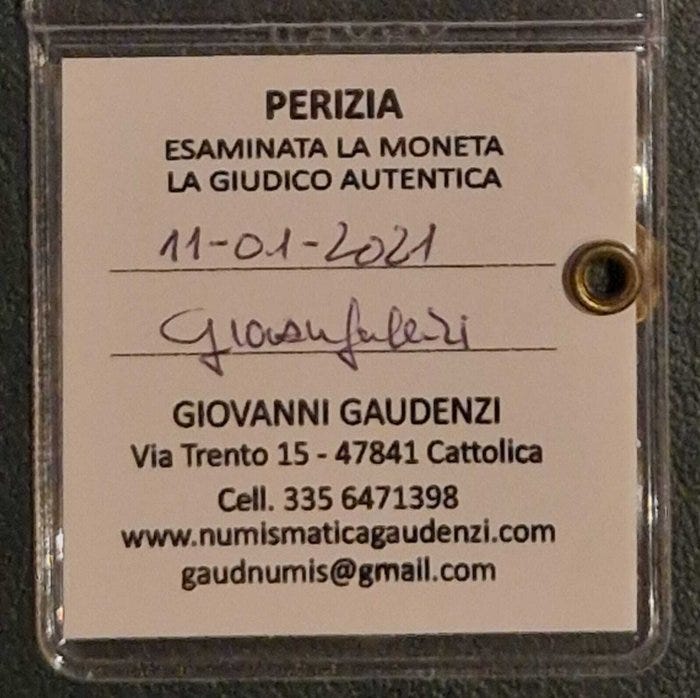 PERIZIA
ESAMINATA LA MONETA
LA GIUDICO AUTENTICA
11-01-2021
GIOVANNI GAUDENZI
Via Trento 15 - 47841 Cattolica
Cell. 335 6471398
www.numismaticagaudenzi.com
gaudnumis@gmail.com